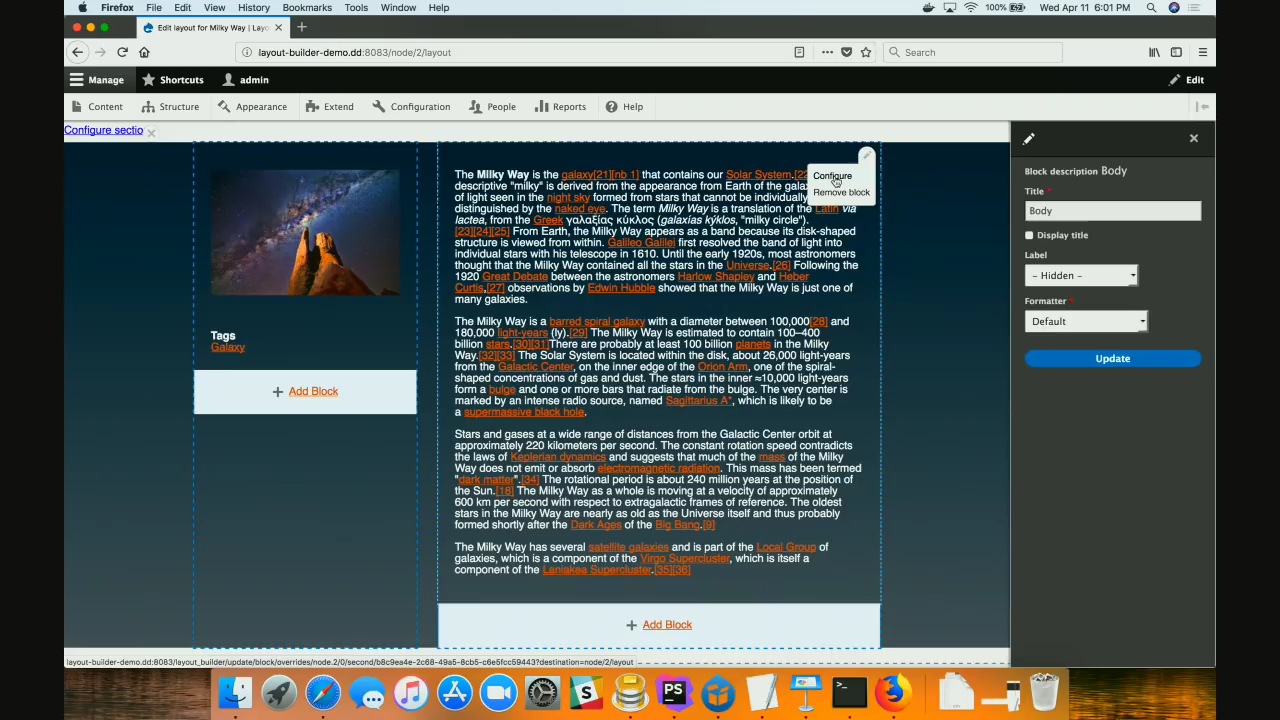 Firefox File Edit View History Bookmarks Tools Window Help 100% Wed Apr 11 6:01 PM
Edit layout for Milky Way | Layo
layout-builder-demo.dd:8083/node/2/layout
Search
Manage Shortcuts admin Edit
Content Structure Appearance Extend Configuration People Reports Help
Configure sectio
Tags
Galaxy
Add Block
The Milky Way is the galaxy[21][nb 1] that contains our Solar System.[22
descriptive "milky" is derived from the appearance from Earth of the gala
of light seen in the night sky formed from stars that cannot be individually
distinguished by the naked eye. The term Milky Way is a translation of the Latin via
lactea, from the Greek γαλαξίας κύκλος (galaxías kýklos, "milky circle").
[23][24][25] From Earth, the Milky Way appears as a band because its disk-shaped
structure is viewed from within. Galileo Galilei first resolved the band of light into
individual stars with his telescope in 1610. Until the early 1920s, most astronomers
thought that the Milky Way contained all the stars in the Universe.[26] Following the
1920 Great Debate between the astronomers Harlow Shapley and Heber
Curtis,[27] observations by Edwin Hubble showed that the Milky Way is just one of
many galaxies.
The Milky Way is a barred spiral galaxy with a diameter between 100,000[28] and
180,000 light-years (ly).[29] The Milky Way is estimated to contain 100–400
billion stars.[30][31]There are probably at least 100 billion planets in the Milky
Way.[32][33] The Solar System is located within the disk, about 26,000 light-years
from the Galactic Center, on the inner edge of the Orion Arm, one of the spiral-
shaped concentrations of gas and dust. The stars in the inner ≈10,000 light-years
form a bulge and one or more bars that radiate from the bulge. The very center is
marked by an intense radio source, named Sagittarius A*, which is likely to be
a supermassive black hole.
Stars and gases at a wide range of distances from the Galactic Center orbit at
approximately 220 kilometers per second. The constant rotation speed contradicts
the laws of Keplerian dynamics and suggests that much of the mass of the Milky
Way does not emit or absorb electromagnetic radiation. This mass has been termed
"dark matter".[34] The rotational period is about 240 million years at the position of
the Sun.[18] The Milky Way as a whole is moving at a velocity of approximately
600 km per second with respect to extragalactic frames of reference. The oldest
stars in the Milky Way are nearly as old as the Universe itself and thus probably
formed shortly after the Dark Ages of the Big Bang.[9]
The Milky Way has several satellite galaxies and is part of the Local Group of
galaxies, which is a component of the Virgo Supercluster, which is itself a
component of the Laniakea Supercluster.[35][36]
Add Block
Configure
Remove block
Block description Body
Title *
Body
Display title
Label
- Hidden -
Formatter *
Default
Update
layout-builder-demo.dd:8083/layout_builder/update/block/overrides/node.2/0/second/b8c9ea4e-2c68-49a5-8cb5-c6e5fcc59443?destination=node/2/layout
PS